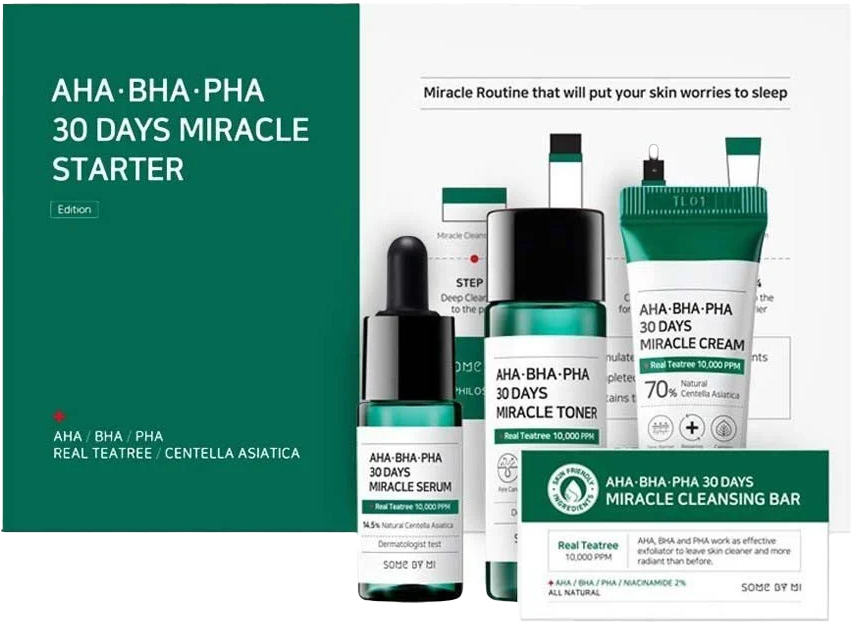 AHA·BHA·PHA
30 DAYS MIRACLE
STARTER
Edition
+
AHA / BHA / PHA
REAL TEATREE / CENTELLA ASIATICA
Miracle Routine that will put your skin worries to sleep
Miracle
STEP
Deep
to the
AHA·BHA·PHA
30 DAYS
MIRACLE SERUM
Real Teatree 10,000 PPM
14.5% Natural Centella Asiatica
Dermatologist test
SOME BY MI
AHA·BHA·PHA
30 DAYS
MIRACLE TONER
Real Teatree 10,000 PPM
TL01
AHA·BHA·PHA
30 DAYS
MIRACLE CREAM
Real Teatree 10,000 PPM
70% Natural
Centella Asiatica
SKIN FRIENDLY
INGREDIENTS
AHA·BHA·PHA 30 DAYS
MIRACLE CLEANSING BAR
Real Teatree
10,000 PPM
AHA, BHA and PHA work as effective
exfoliator to leave skin cleaner and more
radiant than before.
+ AHA / BHA / PHA / NIACINAMIDE 2%
ALL NATURAL
SOME BY MI